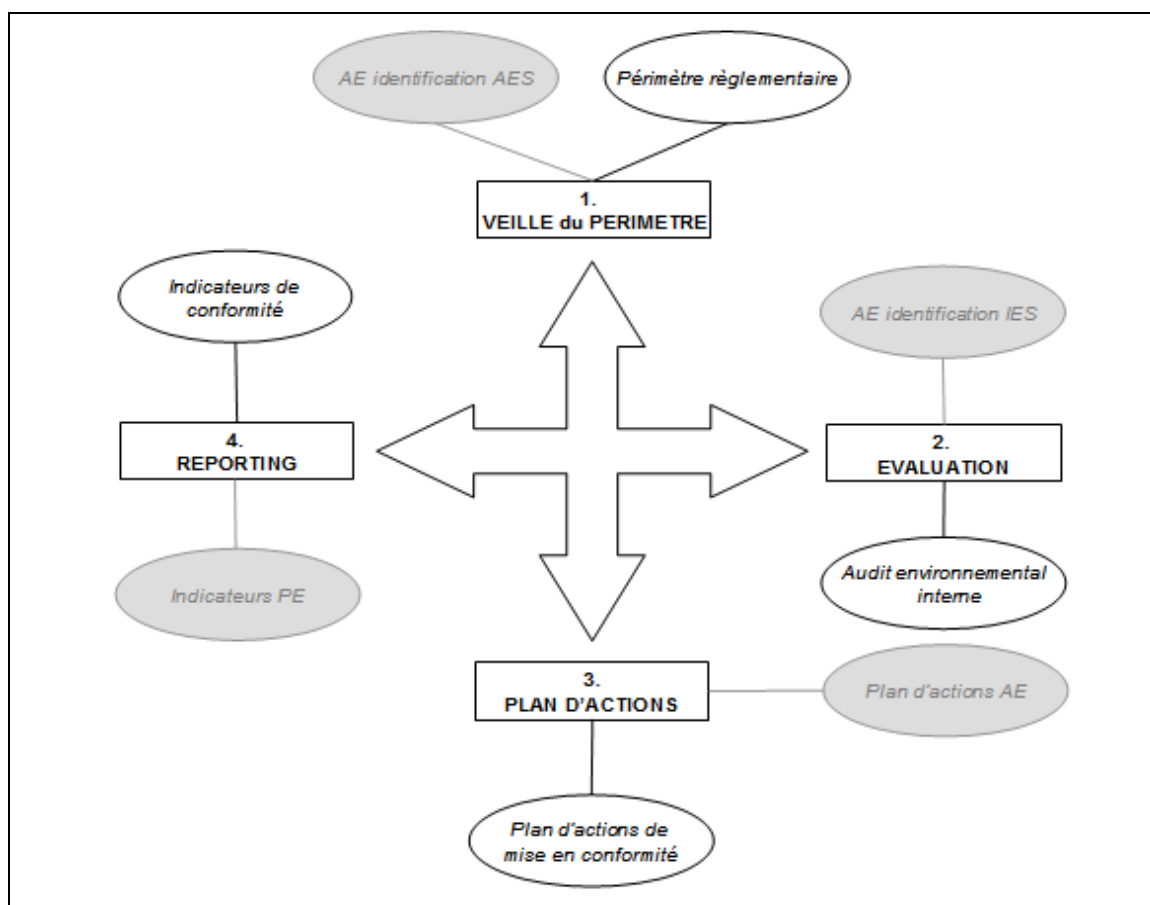 AE identification AES
Périmètre règlementaire
1.
VEILLE du PERIMETRE
Indicateurs de
conformité
AE identification IES
4.
REPORTING
2.
EVALUATION
Indicateurs PE
Audit environnemental
interne
3.
PLAN D'ACTIONS
Plan d'actions AE
Plan d'actions de
mise en conformité